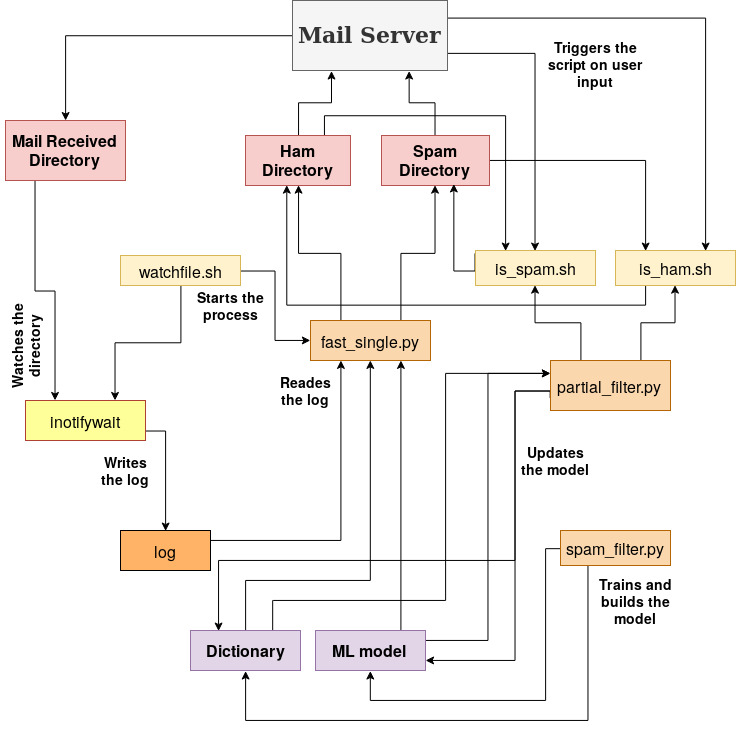 Mail Server
Triggers the
script on user
input
Mail Received
Directory
Ham
Directory
Spam
Directory
watchfile.sh
is_spam.sh
is_ham.sh
Starts the
process
Watches the
directory
fast_single.py
Reades
the log
partial_filter.py
inotifywait
Writes
the log
Updates
the model
log
spam_filter.py
Trains and
builds the
model
Dictionary
ML model